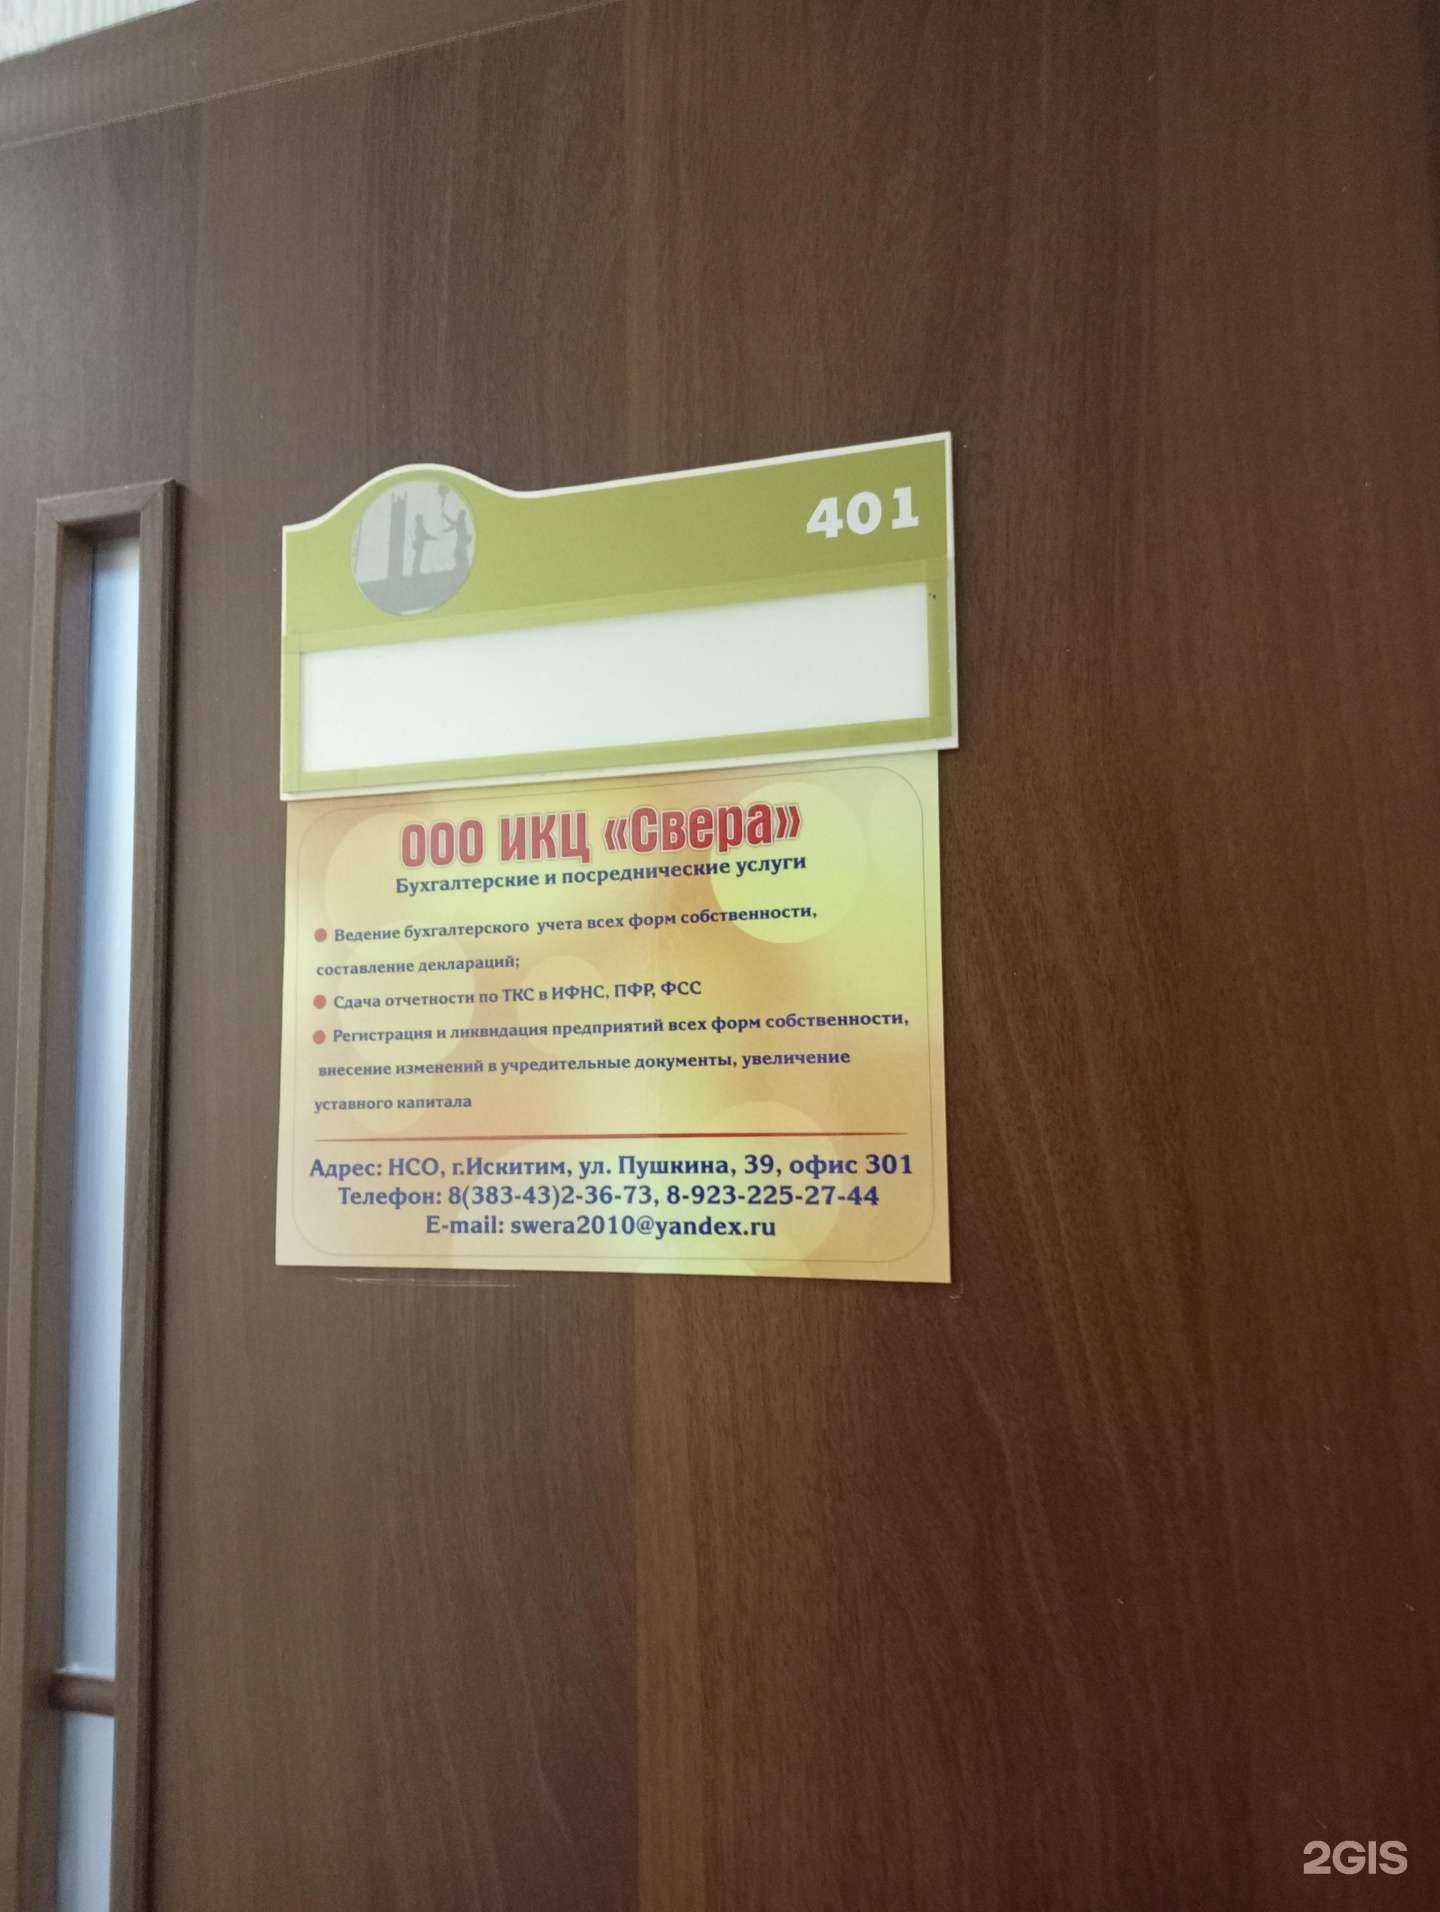 401
ООО ИКЦ «Свера»
Бухгалтерские и посреднические услуги
Ведение бухгалтерского учета всех форм собственности,
составление деклараций;
Сдача отчетности по ТКС в ИФНС, ПФР, ФСС
Регистрация и ликвидация предприятий всех форм собственности,
внесение изменений в учредительные документы, увеличение
уставного капитала
Адрес: НСО, г.Искитим, ул. Пушкина, 39, офис 301
Телефон: 8(383-43)2-36-73, 8-923-225-27-44
E-mail: swera2010@yandex.ru
2GIS